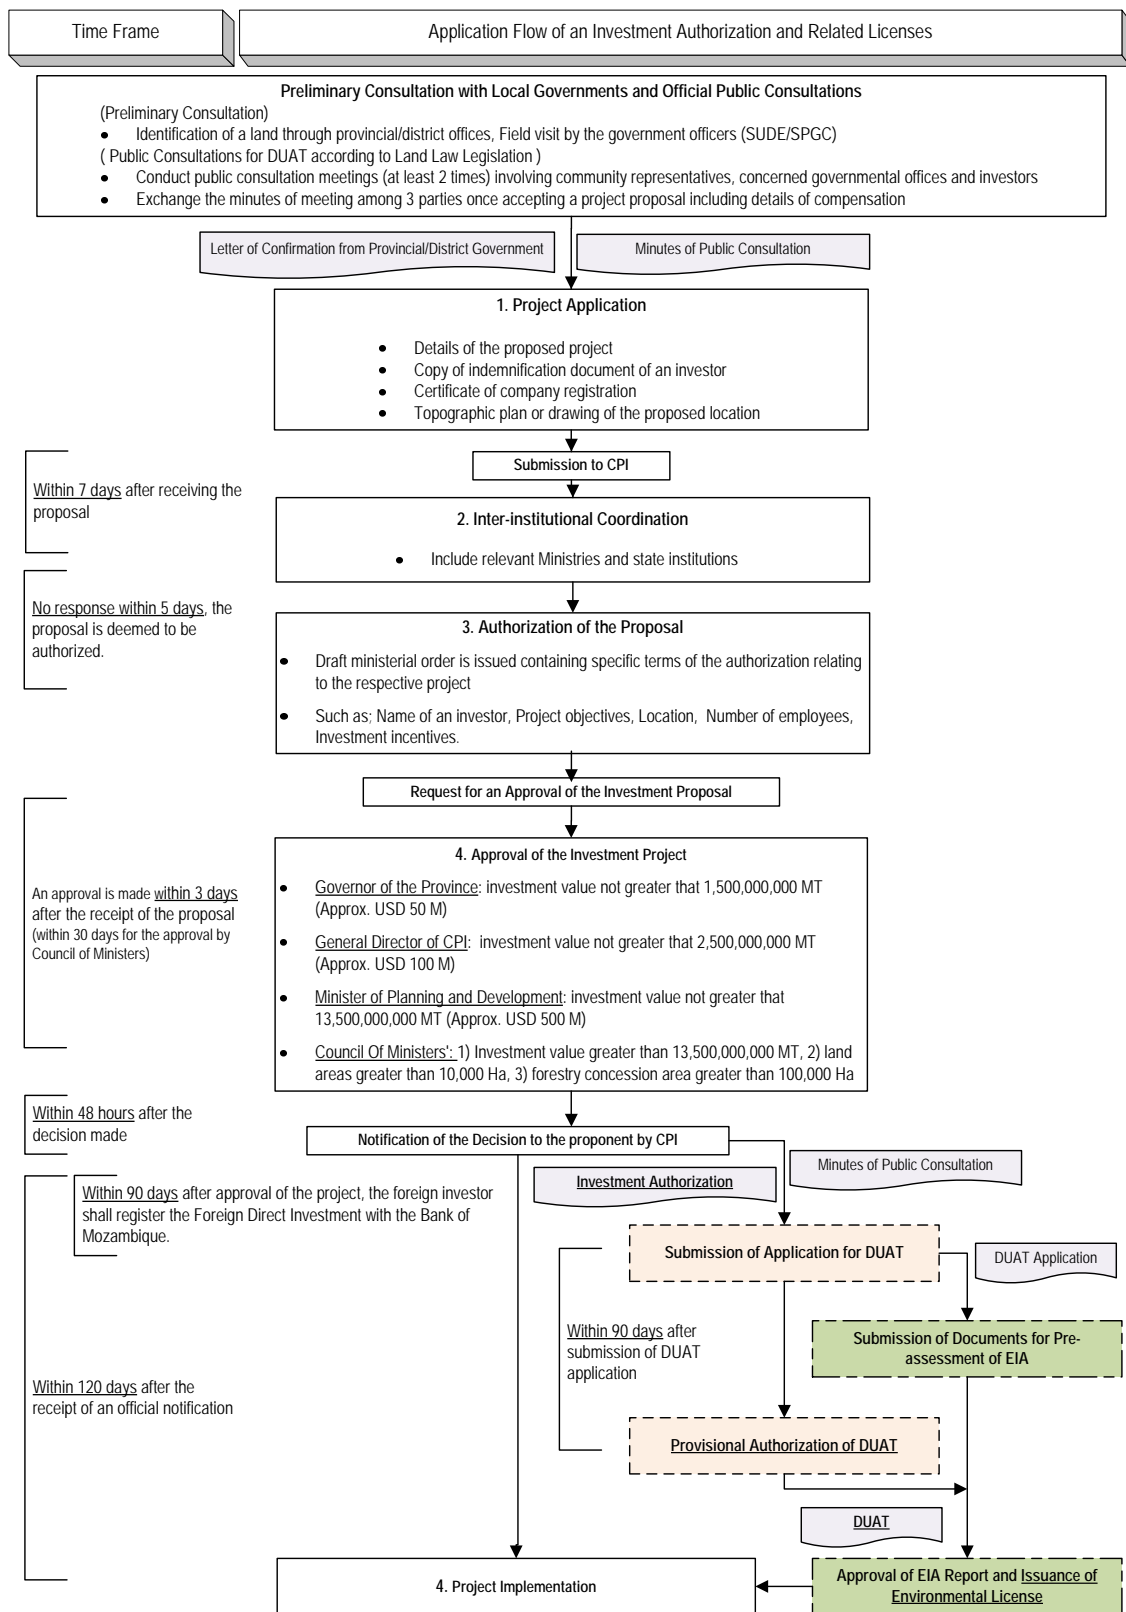 Time Frame
Application Flow of an Investment Authorization and Related Licenses
Preliminary Consultation with Local Governments and Official Public Consultations
(Preliminary Consultation)
● Identification of a land through provincial/district offices, Field visit by the government officers (SUDE/SPGC)
( Public Consultations for DUAT according to Land Law Legislation )
● Conduct public consultation meetings (at least 2 times) involving community representatives, concerned governmental offices and investors
● Exchange the minutes of meeting among 3 parties once accepting a project proposal including details of compensation
Letter of Confirmation from Provincial/District Government
Minutes of Public Consultation
1. Project Application
● Details of the proposed project
● Copy of indemnification document of an investor
● Certificate of company registration
● Topographic plan or drawing of the proposed location
Submission to CPI
Within 7 days after receiving the
proposal
2. Inter-institutional Coordination
● Include relevant Ministries and state institutions
No response within 5 days, the
proposal is deemed to be
authorized.
3. Authorization of the Proposal
● Draft ministerial order is issued containing specific terms of the authorization relating
to the respective project
● Such as; Name of an investor, Project objectives, Location, Number of employees,
Investment incentives.
Request for an Approval of the Investment Proposal
An approval is made within 3 days
after the receipt of the proposal
(within 30 days for the approval by
Council of Ministers)
4. Approval of the Investment Project
● Governor of the Province: investment value not greater that 1,500,000,000 MT
(Approx. USD 50 M)
● General Director of CPI: investment value not greater that 2,500,000,000 MT
(Approx. USD 100 M)
● Minister of Planning and Development: investment value not greater that
13,500,000,000 MT (Approx. USD 500 M)
● Council Of Ministers': 1) Investment value greater than 13,500,000,000 MT, 2) land
areas greater than 10,000 Ha, 3) forestry concession area greater than 100,000 Ha
Within 48 hours after the
decision made
Notification of the Decision to the proponent by CPI
Minutes of Public Consultation
Investment Authorization
Within 90 days after approval of the project, the foreign investor
shall register the Foreign Direct Investment with the Bank of
Mozambique.
Submission of Application for DUAT
DUAT Application
Within 90 days after
submission of DUAT
application
Submission of Documents for Pre-
assessment of EIA
Within 120 days after the
receipt of an official notification
Provisional Authorization of DUAT
DUAT
4. Project Implementation
Approval of EIA Report and Issuance of
Environmental License